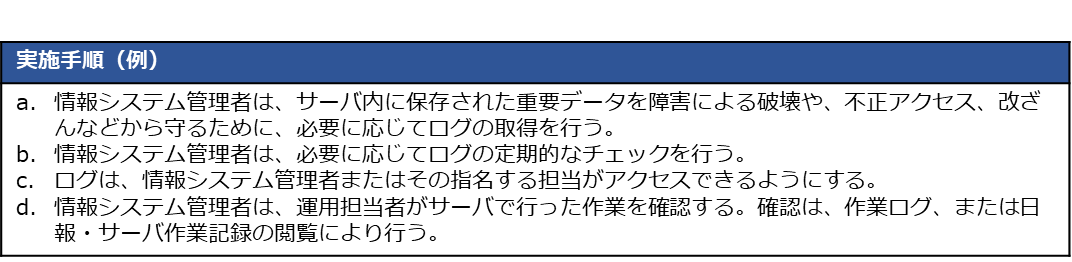 実施手順（例）
a. 情報システム管理者は、サーバ内に保存された重要データを障害による破壊や、不正アクセス、改ざ
んなどから守るために、必要に応じてログの取得を行う。
b. 情報システム管理者は、必要に応じてログの定期的なチェックを行う。
c. ログは、情報システム管理者またはその指名する担当がアクセスできるようにする。
d. 情報システム管理者は、運用担当者がサーバで行った作業を確認する。確認は、作業ログ、または日
報・サーバ作業記録の閲覧により行う。